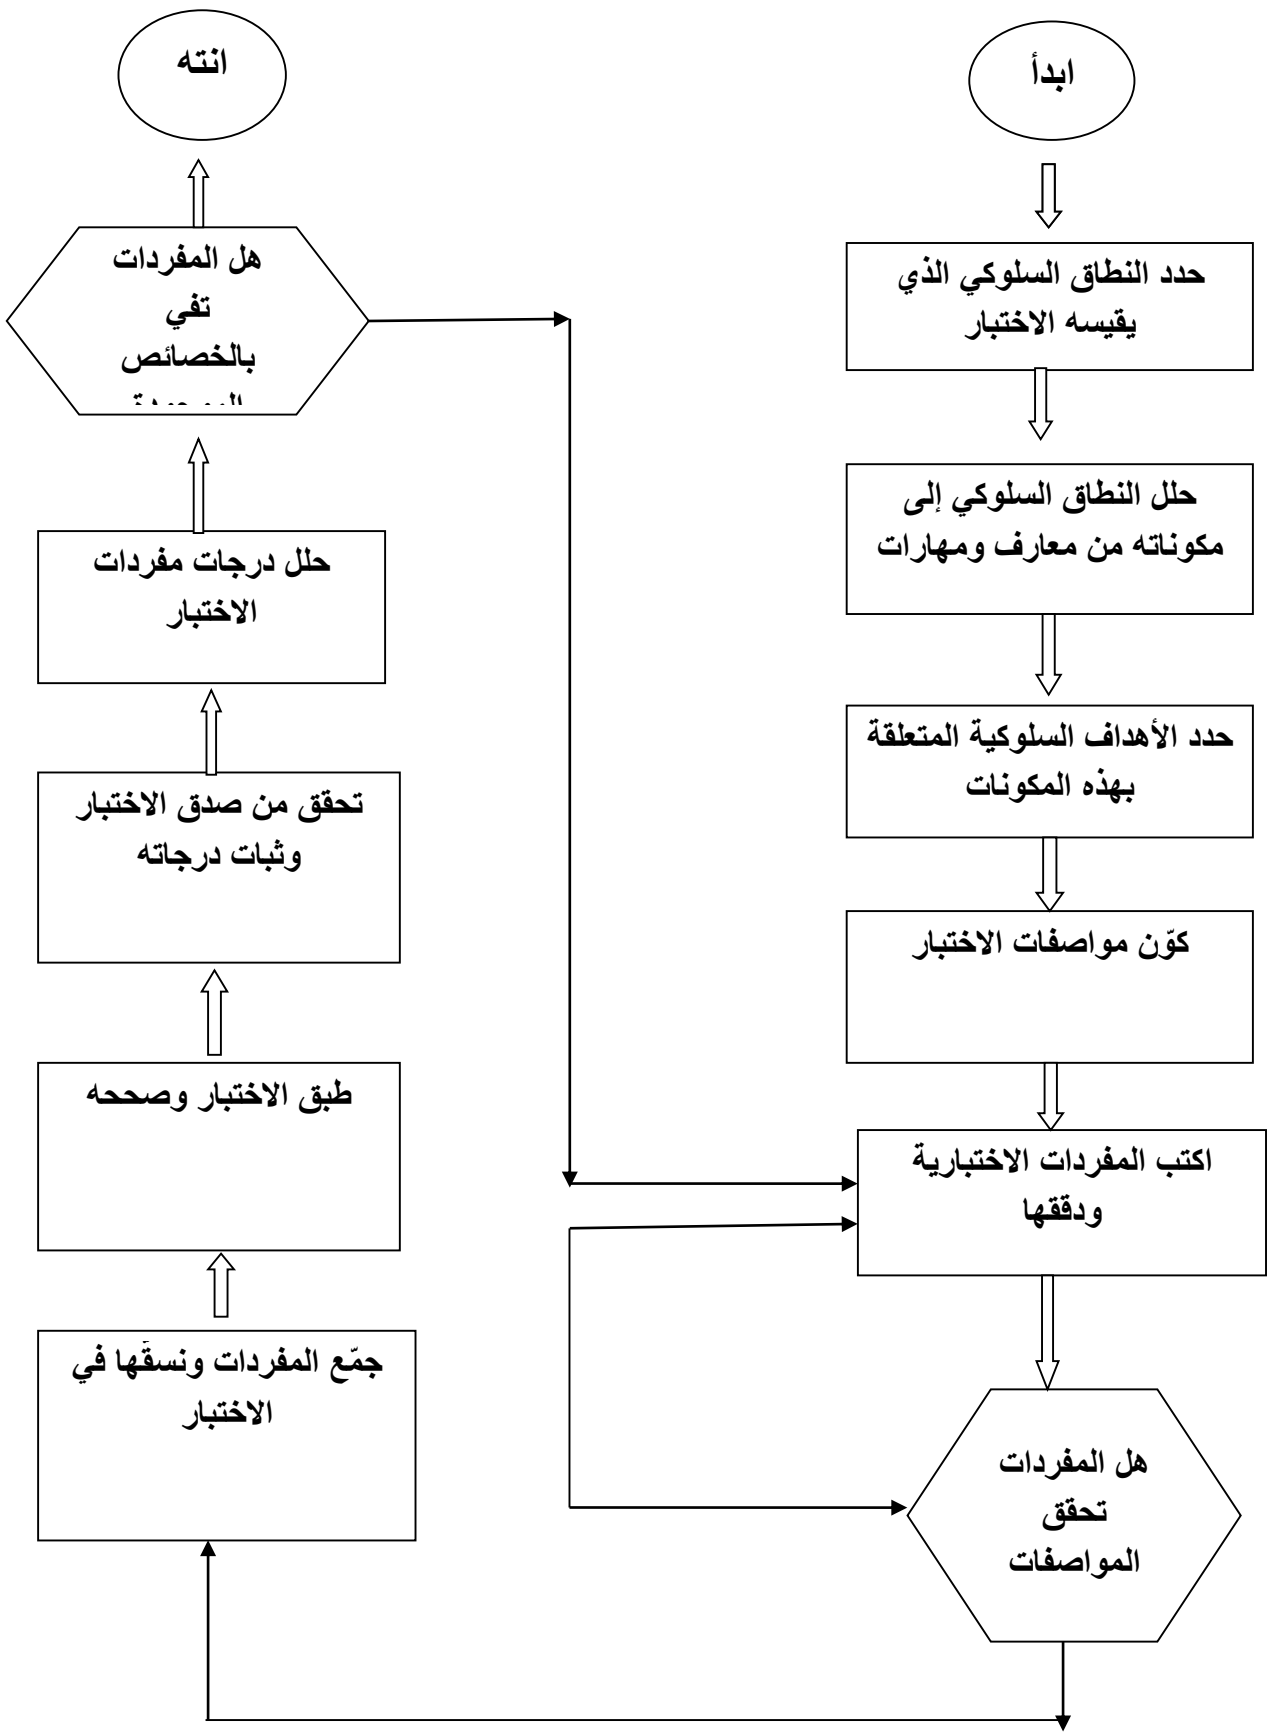 ابدأ
حدد النطاق السلوكي الذي
يقيسه الاختبار
حلل النطاق السلوكي إلى
مكوناته من معارف ومهارات
حدد الأهداف السلوكية المتعلقة
بهذه المكونات
كوّن مواصفات الاختبار
اكتب المفردات الاختبارية
ودققها
هل المفردات
تحقق
المواصفات
جمّع المفردات ونسقّها في
الاختبار
طبق الاختبار وصححه
تحقق من صدق الاختبار
وثبات درجاته
حلل درجات مفردات
الاختبار
هل المفردات
تفي
بالخصائص
انته